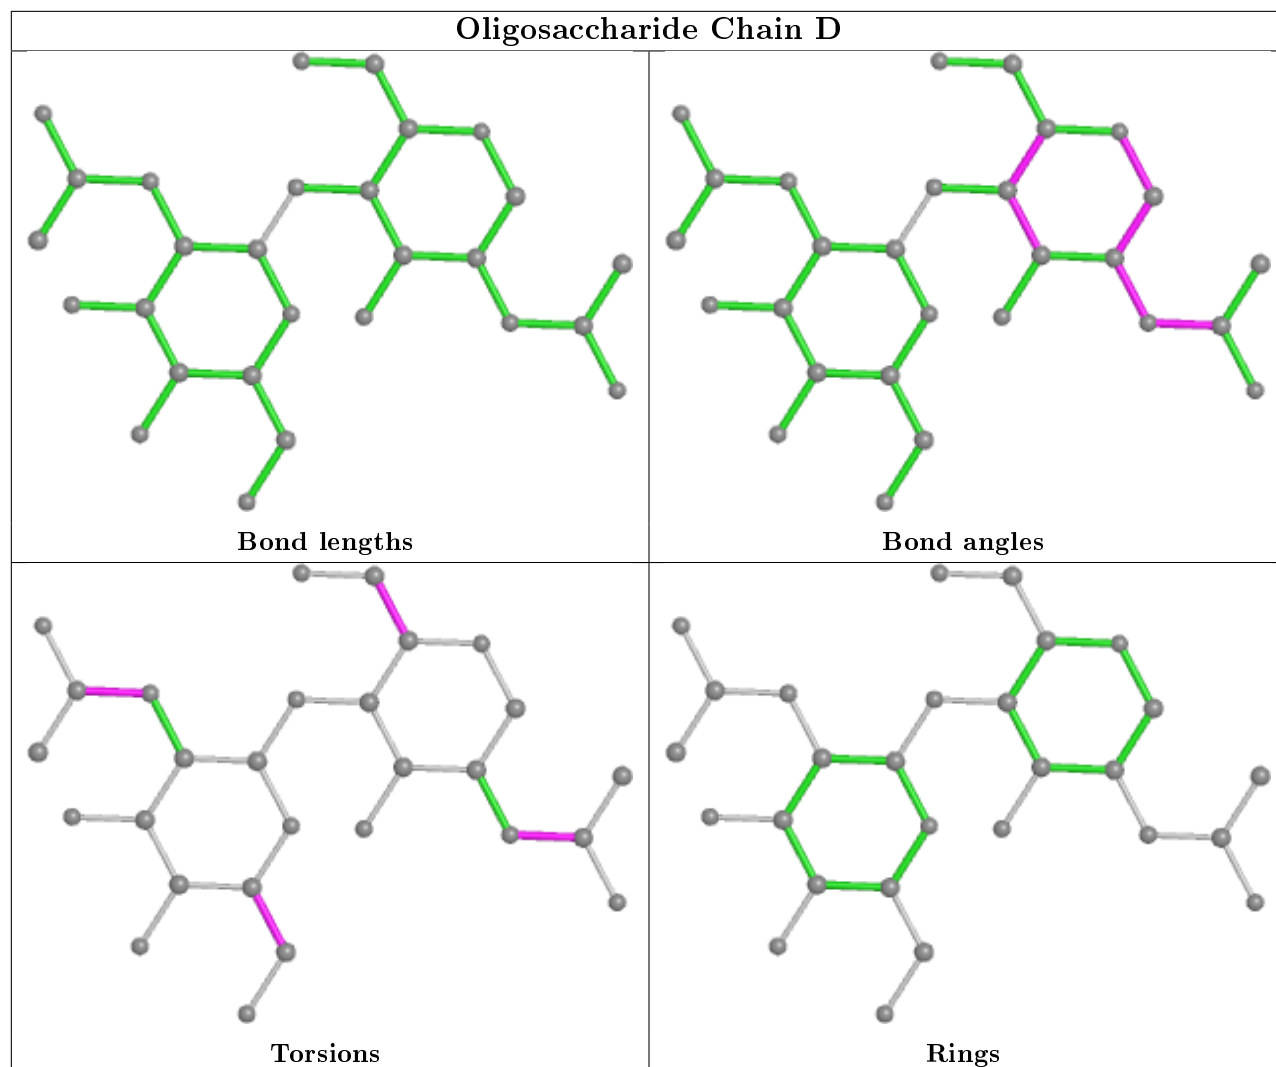 Oligosaccharide Chain D
Bond lengths
Bond angles
Torsions
Rings